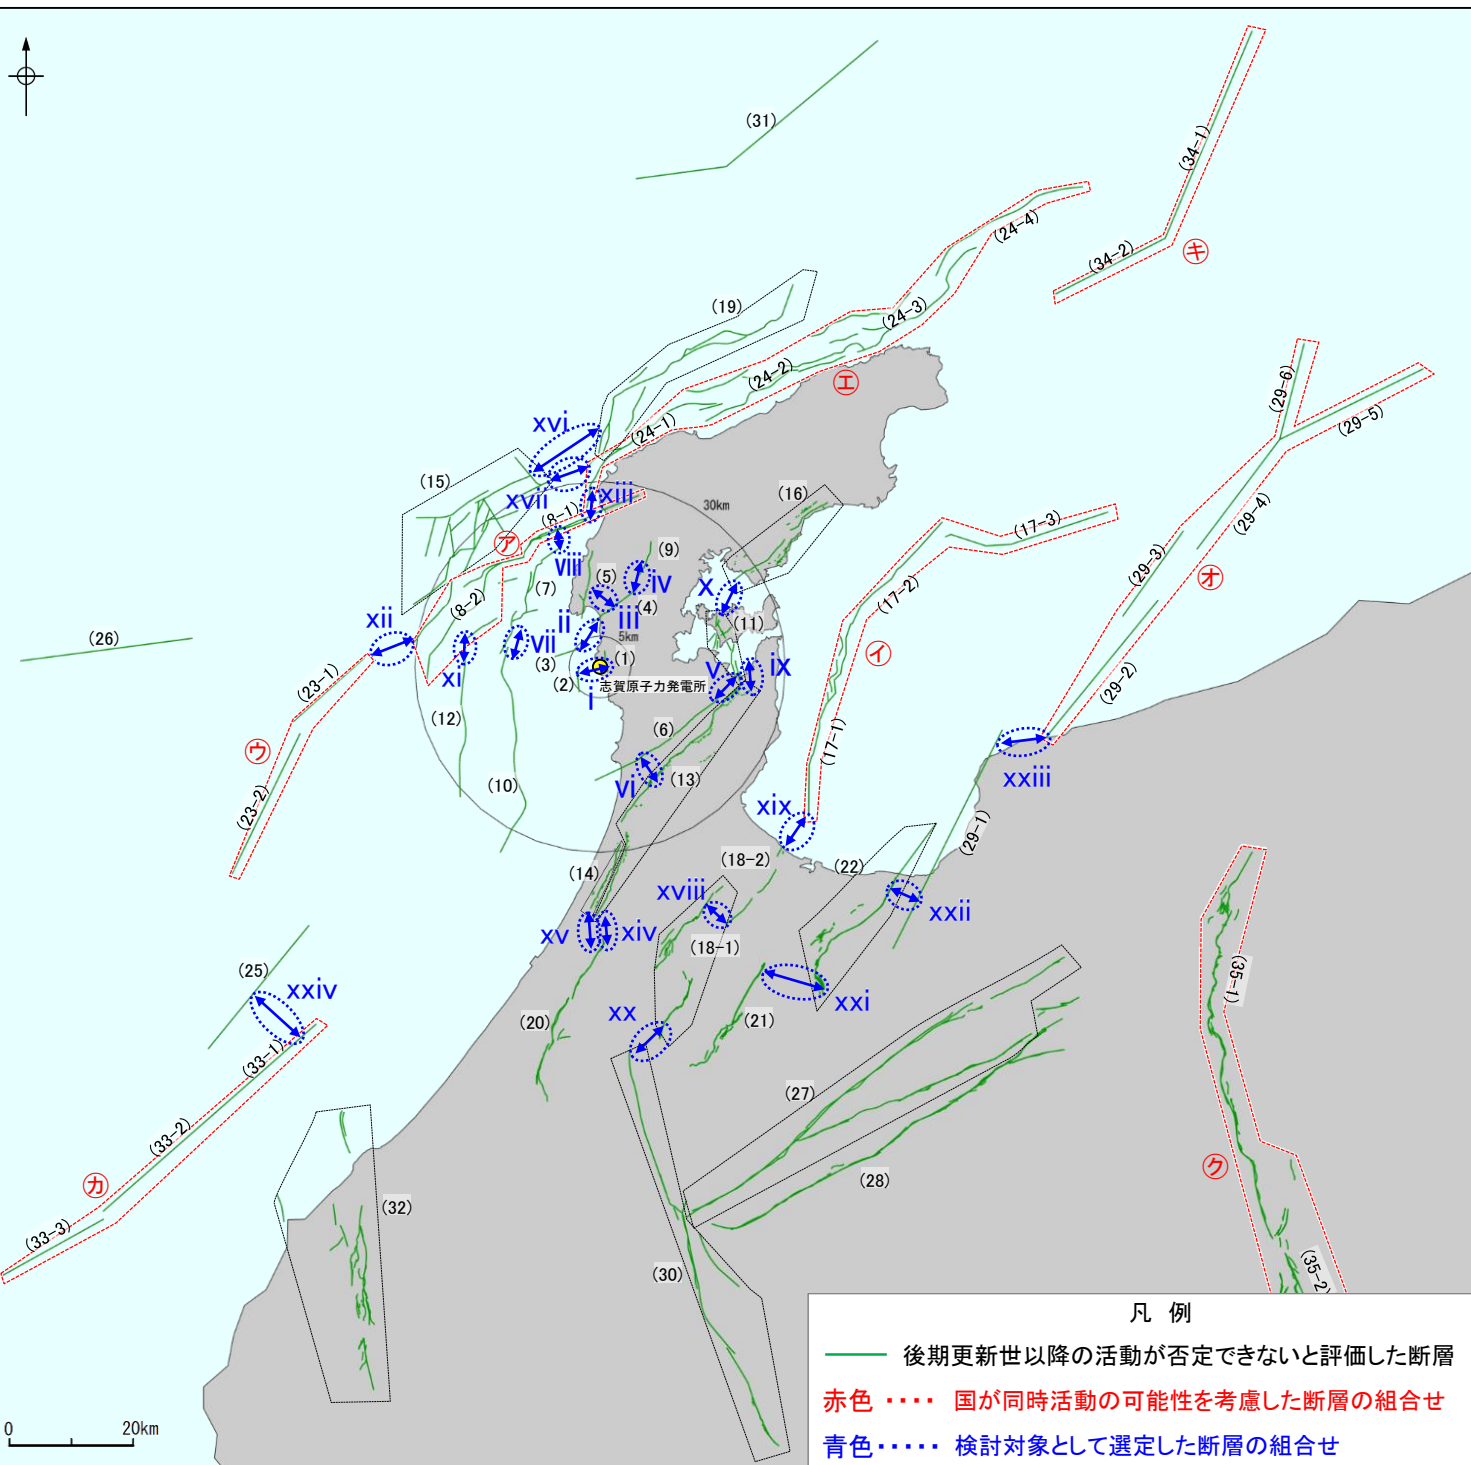 (31)
(34-1)
(24-4)
(34-2)
キ
(19)
(24-3)
(24-2)
エ
(29-6)
(29-5)
xvi
(24-1)
(15)
xvii
xiii
(16)
30km
(8-1)
ア
(17-3)
(29-4)
viii
(9)
(29-3)
オ
(7)
(5)
iv
x
(17-2)
(8-2)
(4)
ii
iii
(11)
xii
vii
5km
(26)
xi
(3)
(1)
イ
v
ix
(2)
志賀原子力発電所
i
(29-2)
(23-1)
(12)
(6)
(17-1)
ウ
xxiii
(10)
vi
(13)
(23-2)
xix
(29-1)
(14)
(18-2)
(22)
xviii
xxii
xv
xiv
(18-1)
(25)
xxiv
xxi
(35-1)
xx
(20)
(21)
(33-1)
(27)
(33-2)
カ
ク
(28)
(32)
(33-3)
(30)
(35-2)
凡 例
後期更新世以降の活動が否定できないと評価した断層
赤色 ････ 国が同時活動の可能性を考慮した断層の組合せ
青色 ･････ 検討対象として選定した断層の組合せ
0 20km